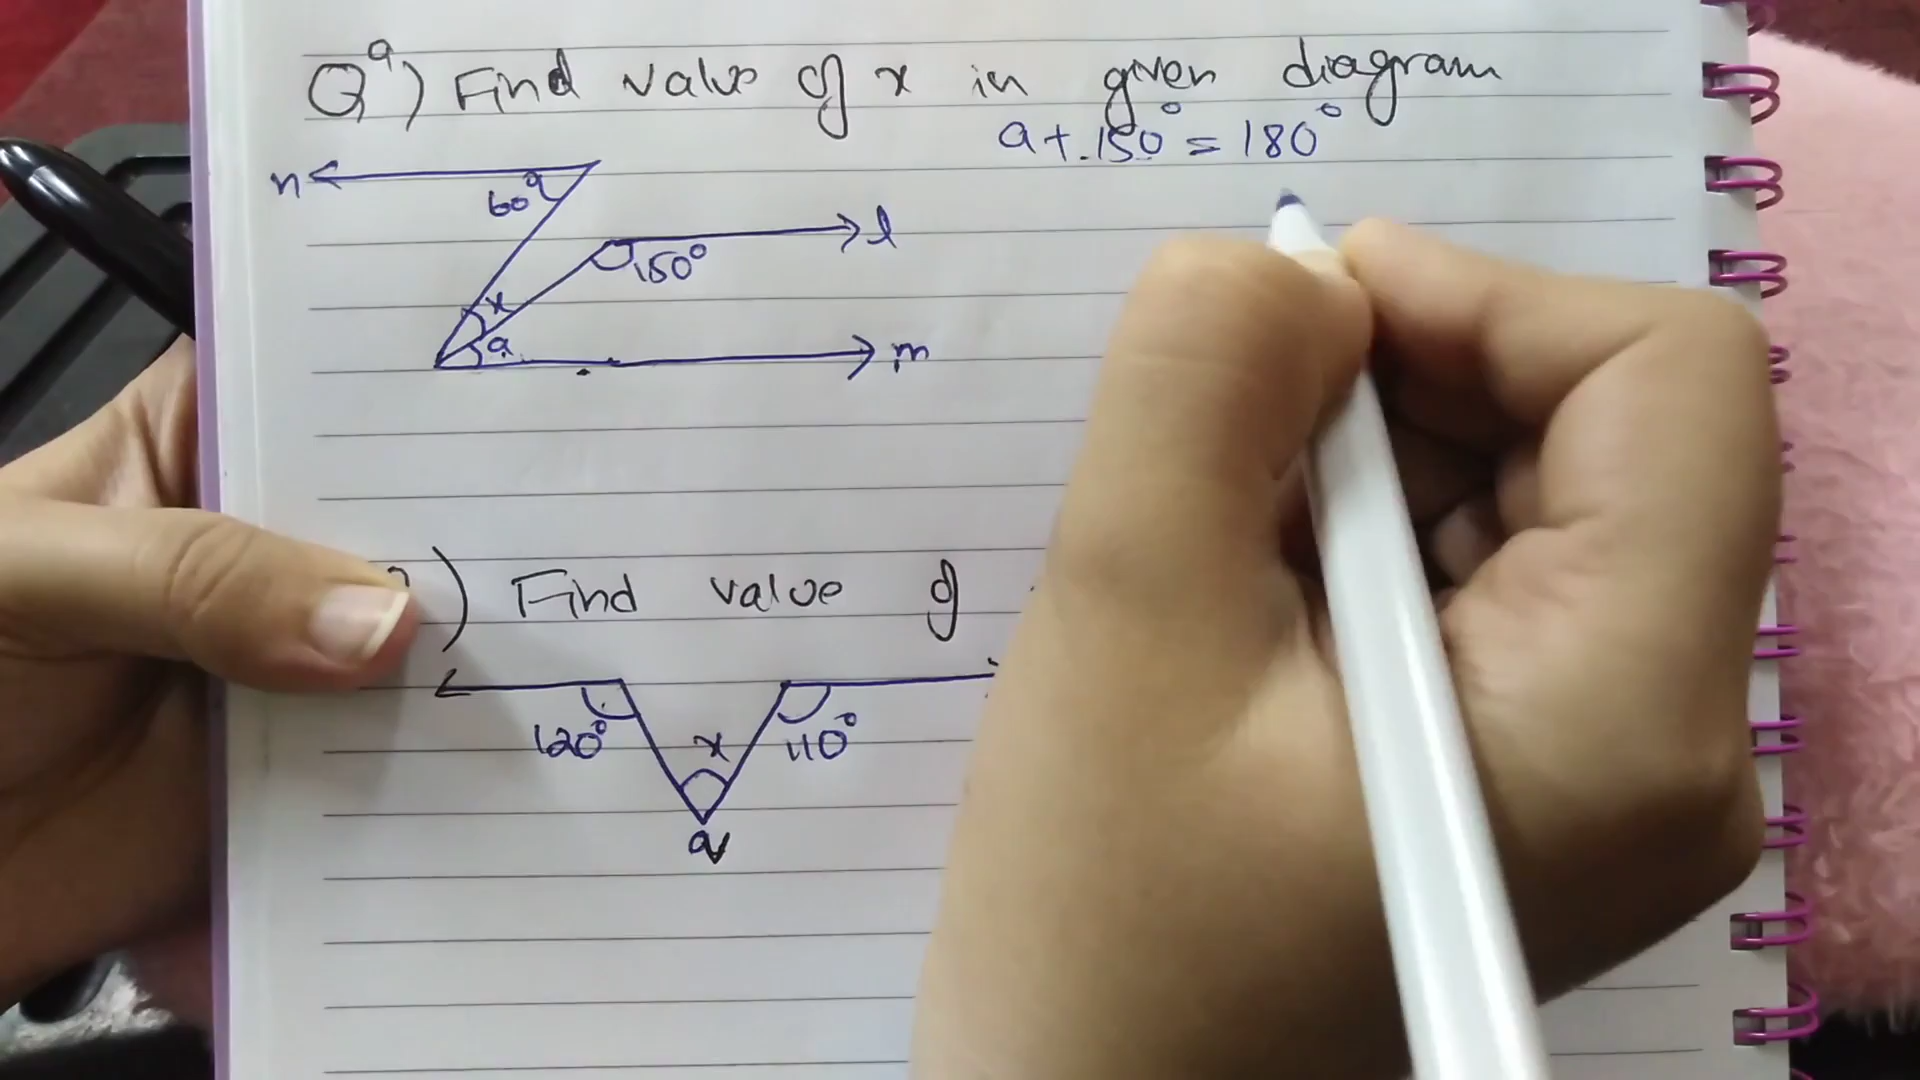 Q9) Find value of x in given diagram
a + 150° = 180°
n
60°
l
150°
x
a
m
) Find value of
120°
x
110°
q